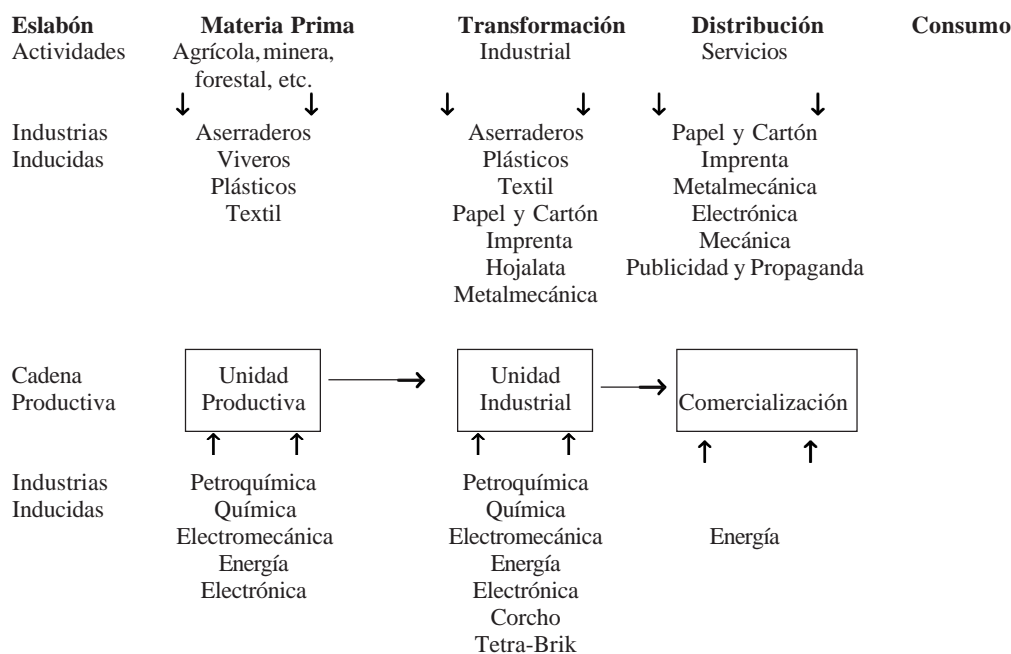 Eslabón Materia Prima Transformación Distribución Consumo
Actividades Agrícola, minera, Industrial Servicios
forestal, etc.
Industrias Aserraderos Aserraderos Papel y Cartón
Inducidas Viveros Plásticos Imprenta
Plásticos Textil Metalmecánica
Textil Papel y Cartón Electrónica
Imprenta Mecánica
Hojalata Publicidad y Propaganda
Metalmecánica
Cadena Unidad Unidad
Productiva Productiva Industrial Comercialización
Industrias Petroquímica Petroquímica
Inducidas Química Química
Electromecánica Electromecánica Energía
Energía Energía
Electrónica Electrónica
Corcho
Tetra-Brik